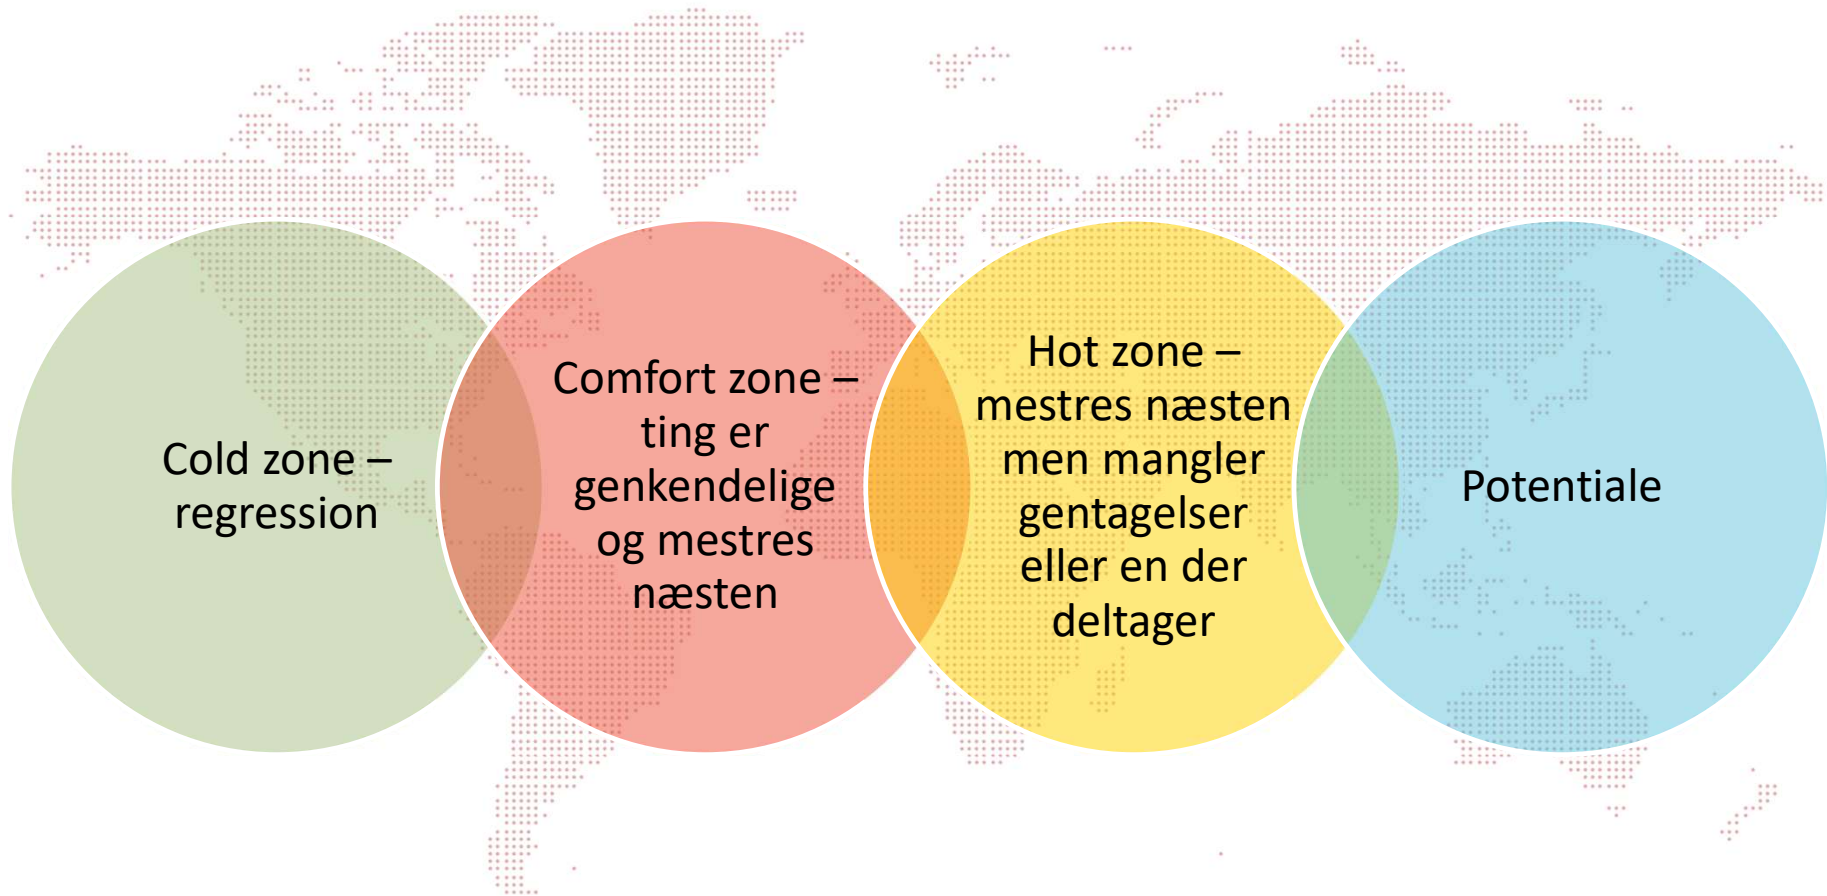 Cold zone –
regression
Comfort zone –
ting er
genkendelige
og mestres
næsten
Hot zone –
mestres næsten
men mangler
gentagelser
eller en der
deltager
Potentiale